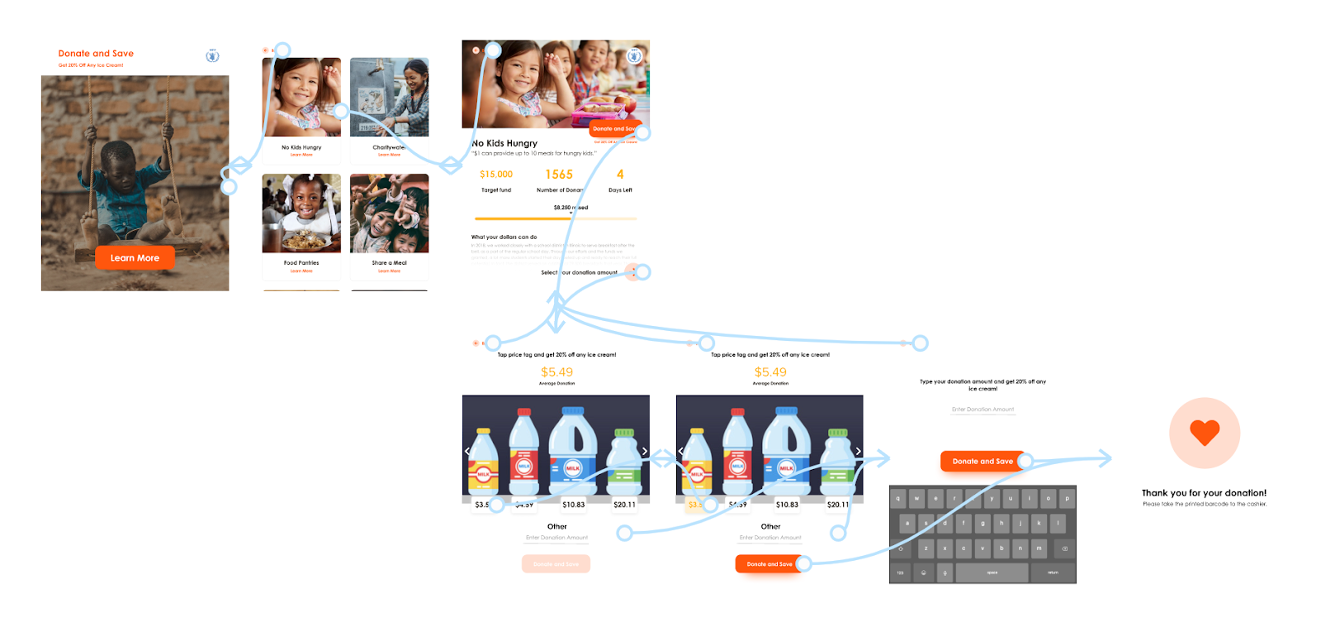 Donate and Save
Get 20% Off Any Ice Cream!
Learn More
No Kids Hungry
Learn More
Charitywater
Learn More
Food Pantries
Learn More
Share a Meal
Learn More
Donate and Save
No Kids Hungry
"$1 can provide up to 10 meals for hungry kids."
$15,000
Target fund
1565
Number of Donors
4
Days Left
$8,260 raised
What your dollars can do
Select your donation amount
Tap price tag and get 20% off any ice cream!
$5.49
Average Donation
MILK
MILK
MILK
MILK
$4.59
$10.83
$20.11
Other
Enter Donation Amount
Donate and Save
Tap price tag and get 20% off any ice cream!
$5.49
Average Donation
MILK
MILK
MILK
MILK
$4.59
$10.83
$20.11
Other
Enter Donation Amount
Donate and Save
Type your donation amount and get 20% off any
ice cream!
Enter Donation Amount
Donate and Save
q w e r t y u i o p
a s d f g h j k l
z x c v b n m
123 space return
Thank you for your donation!
Please take the printed barcode to the cashier.